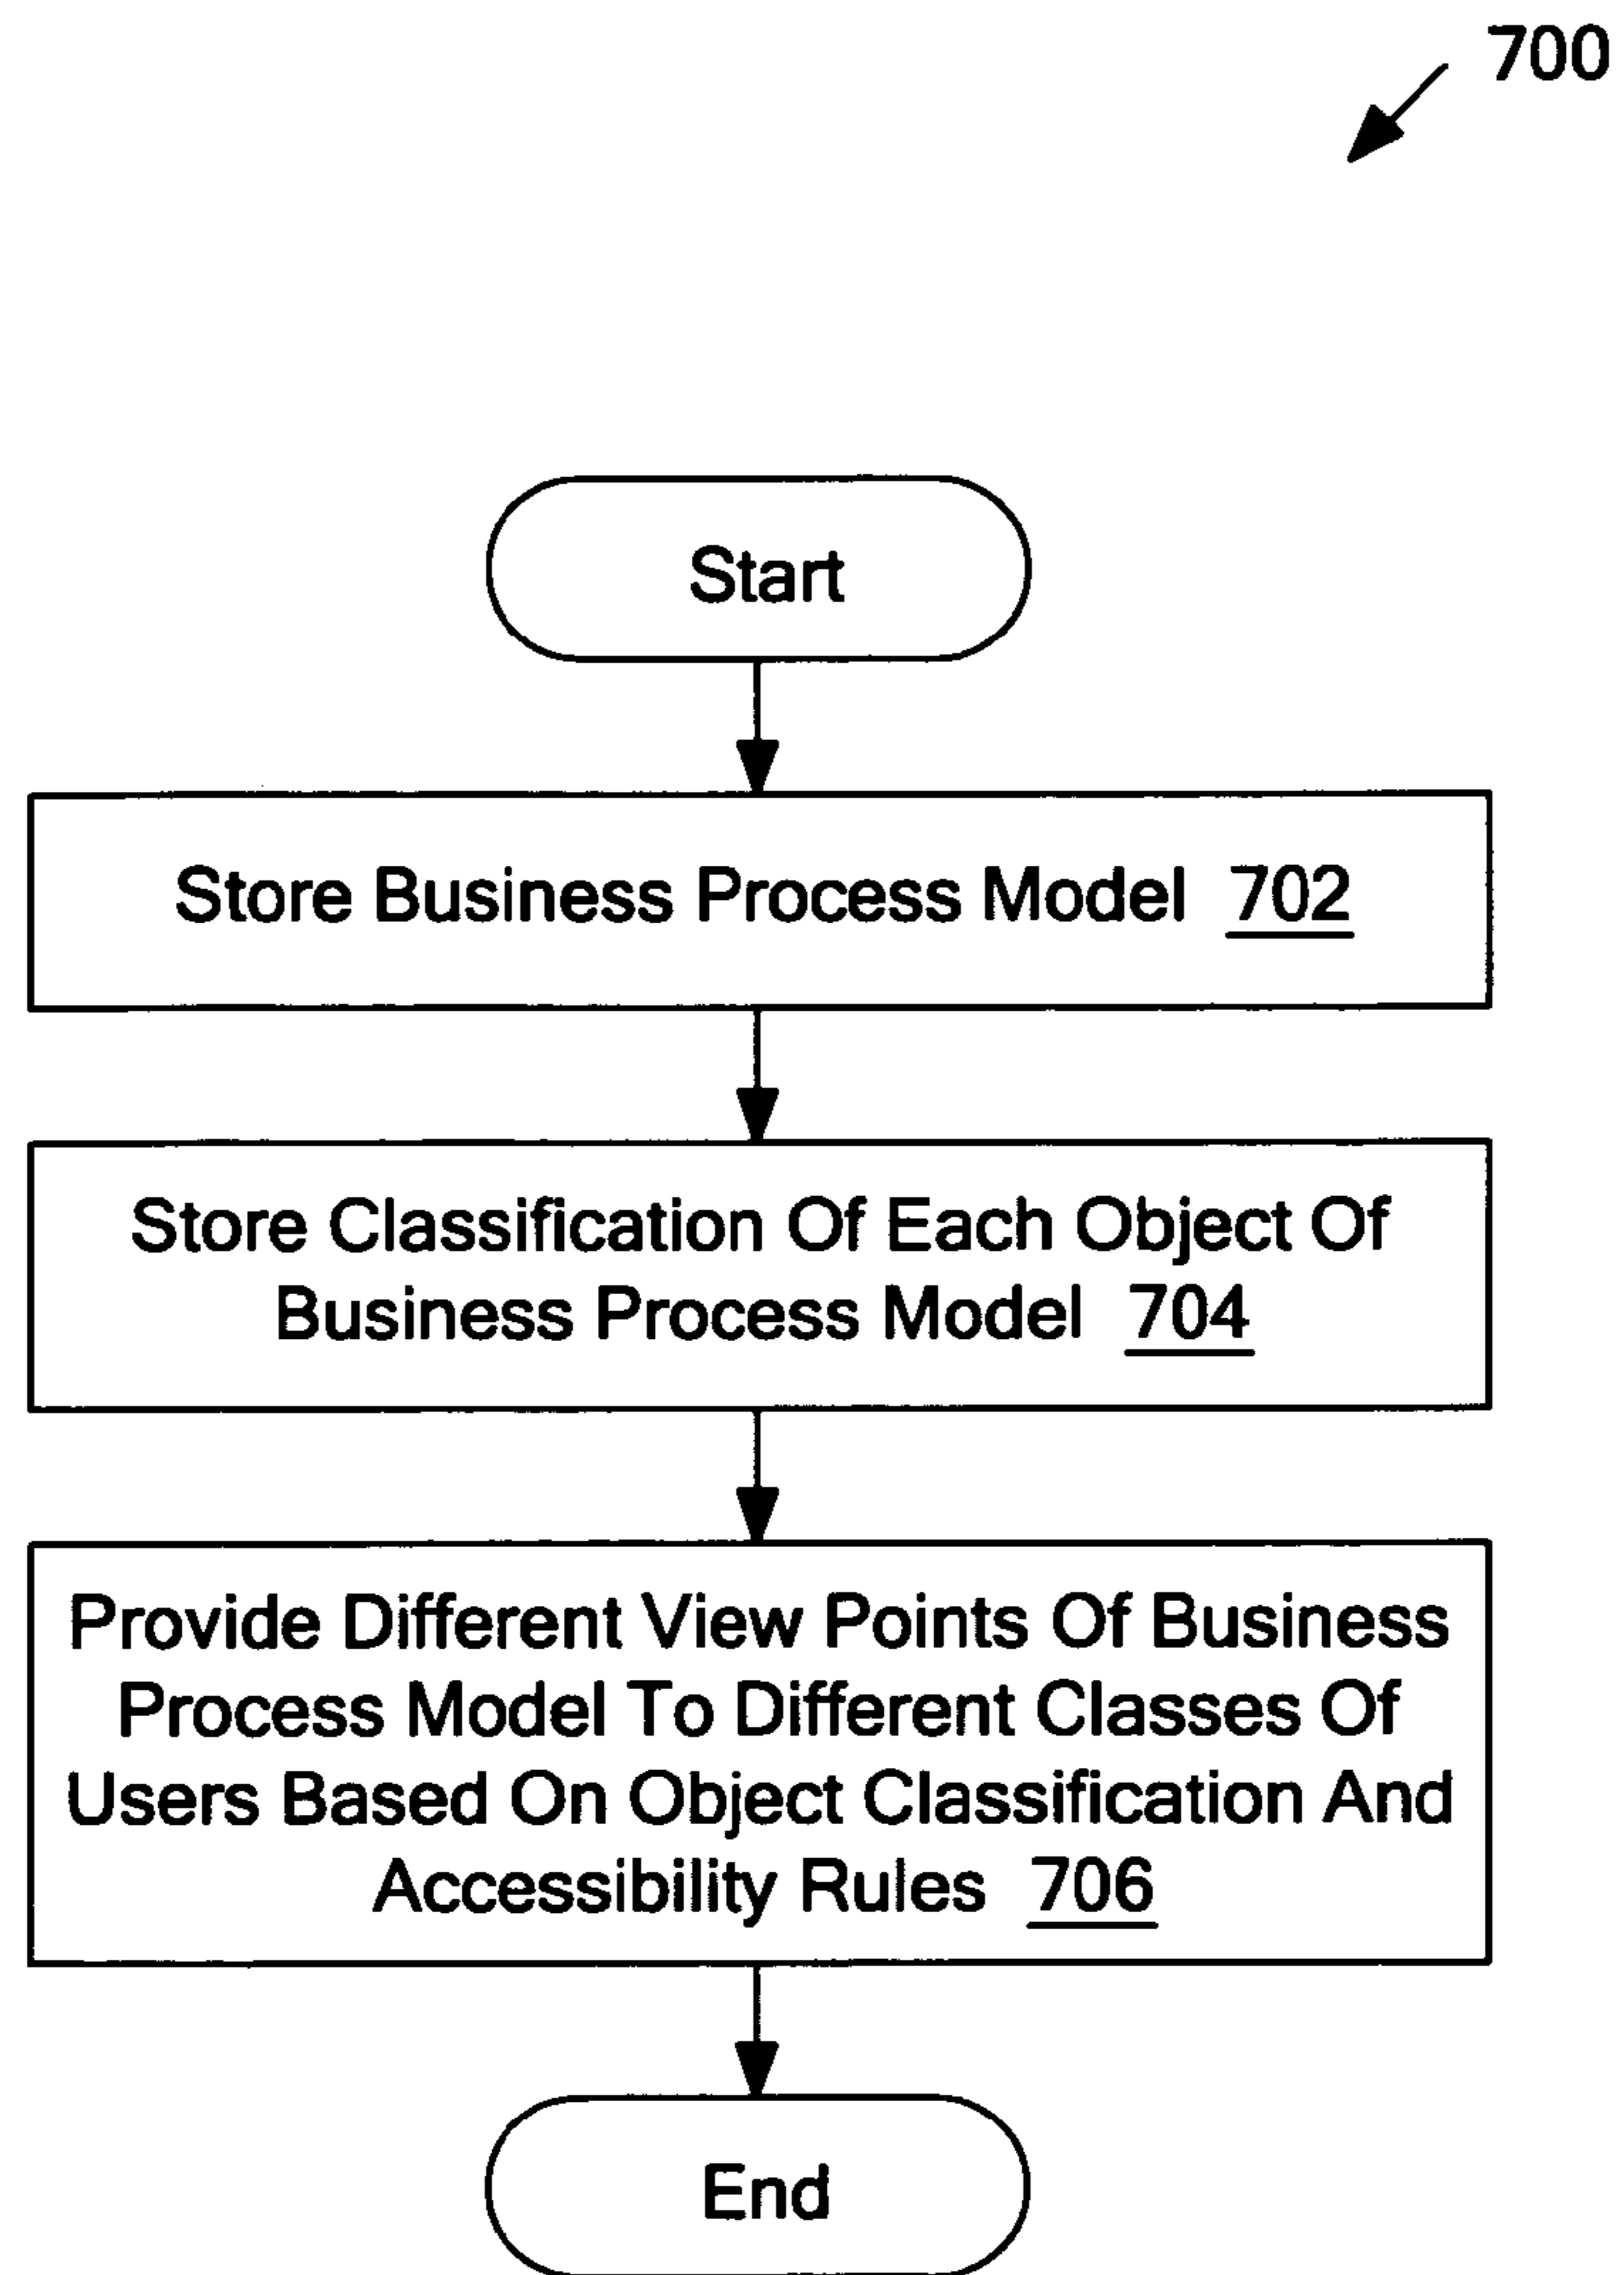 700
Start
Store Business Process Model 702
Store Classification Of Each Object Of
Business Process Model 704
Provide Different View Points Of Business
Process Model To Different Classes Of
Users Based On Object Classification And
Accessibility Rules 706
End